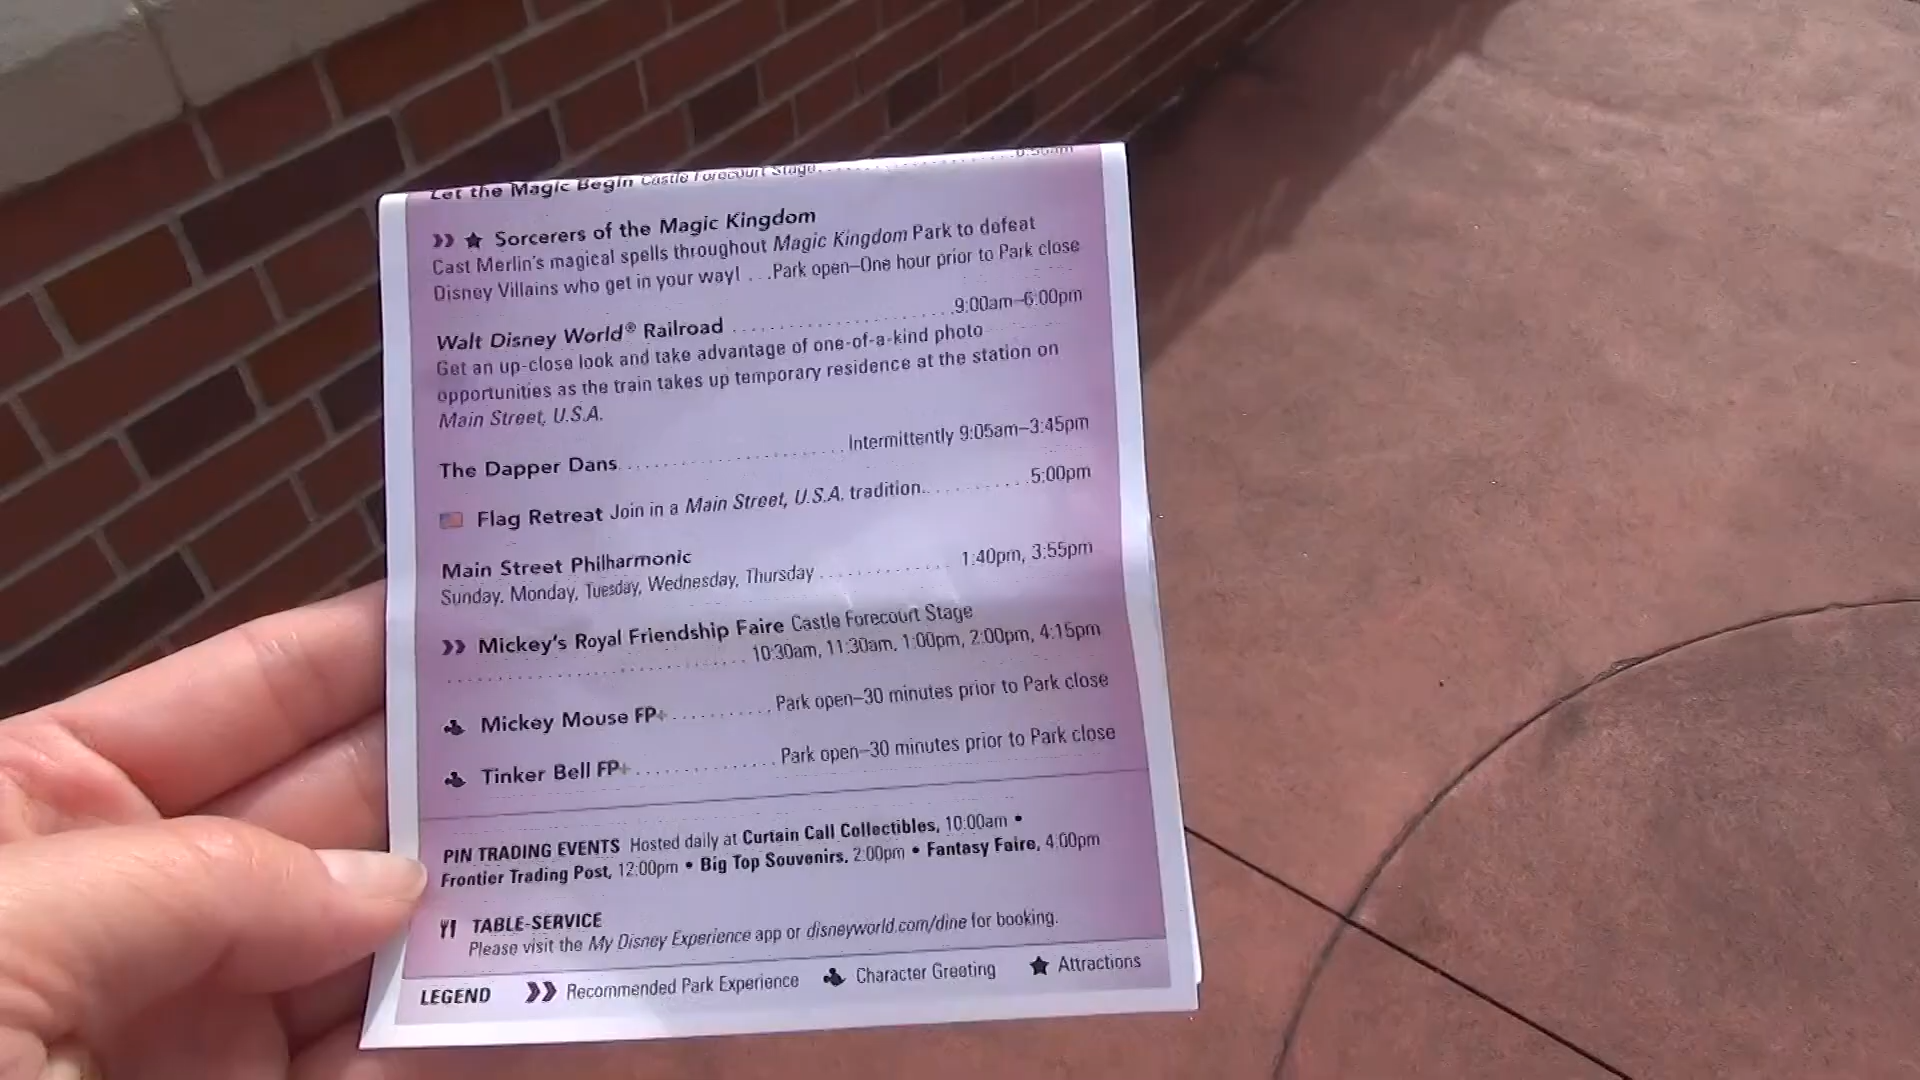 Let the Magic Begin Castle Forecourt Stage
Sorcerers of the Magic Kingdom
Cast Merlin's magical spells throughout Magic Kingdom Park to defeat
Disney Villains who get in your way! ...Park open–One hour prior to Park close
Walt Disney World® Railroad ........................9:00am–6:00pm
Get an up-close look and take advantage of one-of-a-kind photo
opportunities as the train takes up temporary residence at the station on
Main Street, U.S.A.
The Dapper Dans........................Intermittently 9:05am–3:45pm
Flag Retreat Join in a Main Street, U.S.A. tradition............5:00pm
Main Street Philharmonic
Sunday, Monday, Tuesday, Wednesday, Thursday ............. 1:40pm, 3:55pm
Mickey's Royal Friendship Faire Castle Forecourt Stage
............................10:30am, 11:30am, 1:00pm, 2:00pm, 4:15pm
Mickey Mouse FP+...........Park open–30 minutes prior to Park close
Tinker Bell FP+...............Park open–30 minutes prior to Park close
PIN TRADING EVENTS Hosted daily at Curtain Call Collectibles, 10:00am •
Frontier Trading Post, 12:00pm • Big Top Souvenirs, 2:00pm • Fantasy Faire, 4:00pm
TABLE-SERVICE
Please visit the My Disney Experience app or disneyworld.com/dine for booking.
LEGEND Recommended Park Experience Character Greeting Attractions